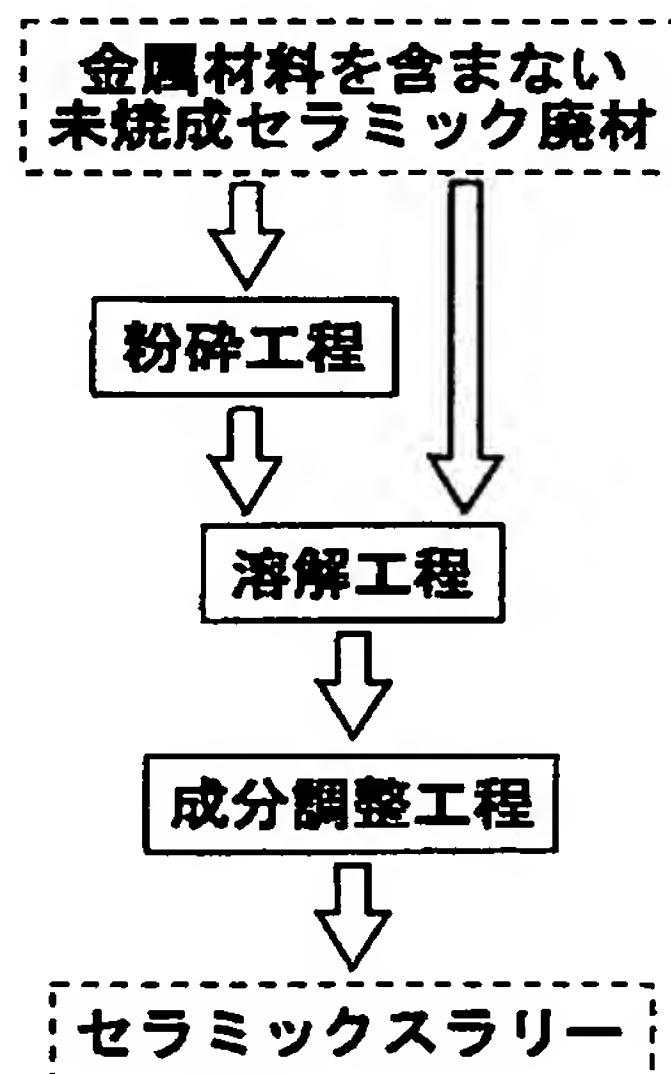 金属材料を含まない
未焼成セラミック廃材
粉砕工程
溶解工程
成分調整工程
セラミックスラリー